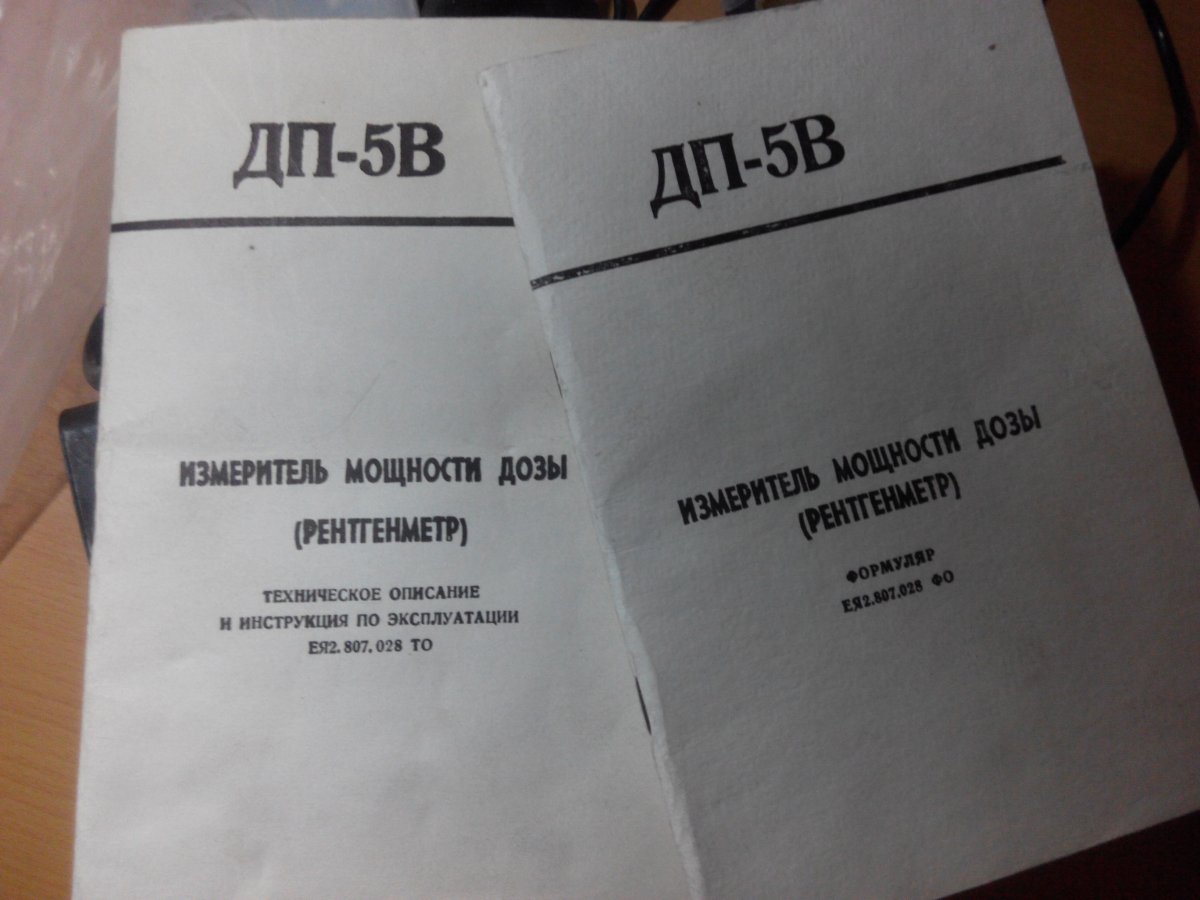 ДП-5В
ИЗМЕРИТЕЛЬ МОЩНОСТИ ДОЗЫ
(РЕНТГЕНМЕТР)
ТЕХНИЧЕСКОЕ ОПИСАНИЕ
И ИНСТРУКЦИЯ ПО ЭКСПЛУАТАЦИИ
ЕЯ2.807.028 ТО
ДП-5В
ИЗМЕРИТЕЛЬ МОЩНОСТИ ДОЗЫ
(РЕНТГЕНМЕТР)
ФОРМУЛЯР
ЕЯ2.807.028 ФО